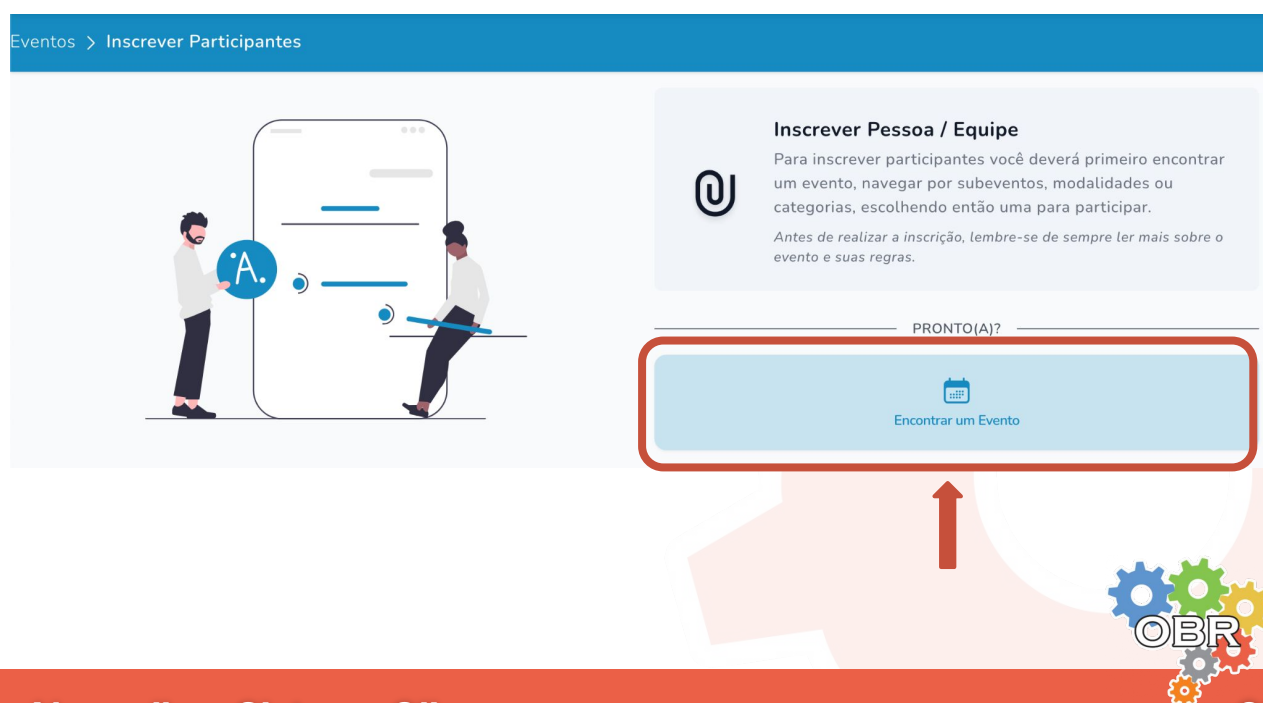 Eventos > Inscrever Participantes
Inscrever Pessoa / Equipe
Para inscrever participantes você deverá primeiro encontrar
um evento, navegar por subeventos, modalidades ou
categorias, escolhendo então uma para participar.
Antes de realizar a inscrição, lembre-se de sempre ler mais sobre o
evento e suas regras.
PRONTO(A)?
Encontrar um Evento
A.
OBR